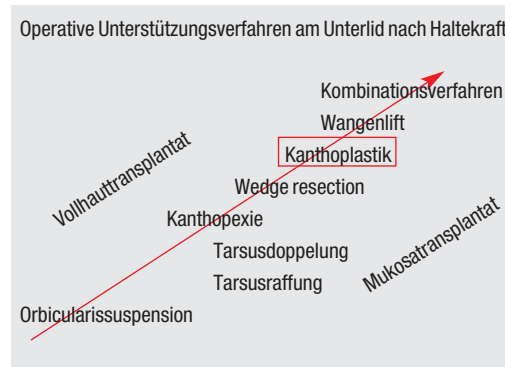 Operative Unterstützungsverfahren am Unterlid nach Haltekraft
Kombinationsverfahren
Wangenlift
Kanthoplastik
Vollhauttransplantat
Wedge resection
Kanthopexie
Tarsusdoppelung
Mukosatransplantat
Tarsusraffung
Orbicularissuspension